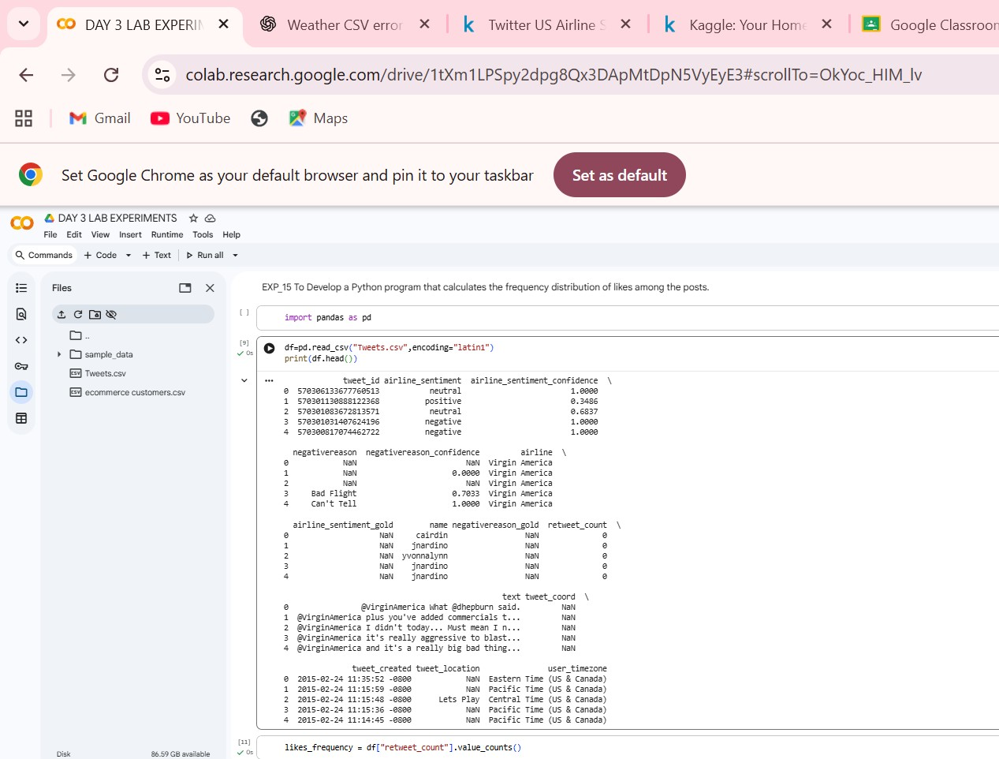 DAY 3 LAB EXPERIM
Weather CSV error
Twitter US Airline S
Kaggle: Your Home
Google Classroom
colab.research.google.com/drive/1tXm1LPSpy2dpg8Qx3DApMtDpN5VyEyE3#scrollTo=OkYoc_HIM_lv
Gmail YouTube Maps
Set Google Chrome as your default browser and pin it to your taskbar Set as default
DAY 3 LAB EXPERIMENTS
File Edit View Insert Runtime Tools Help
Commands + Code + Text Run all
Files
..
sample_data
Tweets.csv
ecommerce customers.csv
Disk 86.59 GB available
EXP_15 To Develop a Python program that calculates the frequency distribution of likes among the posts.
[ ] import pandas as pd
[9] df=pd.read_csv("Tweets.csv",encoding="latin1")
0s print(df.head())
tweet_id airline_sentiment airline_sentiment_confidence \
0 570306133677760513 neutral 1.0000
1 570301130888122368 positive 0.3486
2 570301083672813571 neutral 0.6837
3 570301031407624196 negative 1.0000
4 570300817074462722 negative 1.0000
negativereason negativereason_confidence airline \
0 NaN NaN Virgin America
1 NaN 0.0000 Virgin America
2 NaN NaN Virgin America
3 Bad Flight 0.7033 Virgin America
4 Can't Tell 1.0000 Virgin America
airline_sentiment_gold name negativereason_gold retweet_count \
0 NaN cairdin NaN 0
1 NaN jnardino NaN 0
2 NaN yvonnalynn NaN 0
3 NaN jnardino NaN 0
4 NaN jnardino NaN 0
text tweet_coord \
0 @VirginAmerica What @dhepburn said. NaN
1 @VirginAmerica plus you've added commercials t... NaN
2 @VirginAmerica I didn't today... Must mean I n... NaN
3 @VirginAmerica it's really aggressive to blast... NaN
4 @VirginAmerica and it's a really big bad thing... NaN
tweet_created tweet_location user_timezone
0 2015-02-24 11:35:52 -0800 NaN Eastern Time (US & Canada)
1 2015-02-24 11:15:59 -0800 NaN Pacific Time (US & Canada)
2 2015-02-24 11:15:48 -0800 Lets Play Central Time (US & Canada)
3 2015-02-24 11:15:36 -0800 NaN Pacific Time (US & Canada)
4 2015-02-24 11:14:45 -0800 NaN Pacific Time (US & Canada)
[11] likes_frequency = df["retweet_count"].value_counts()
0s